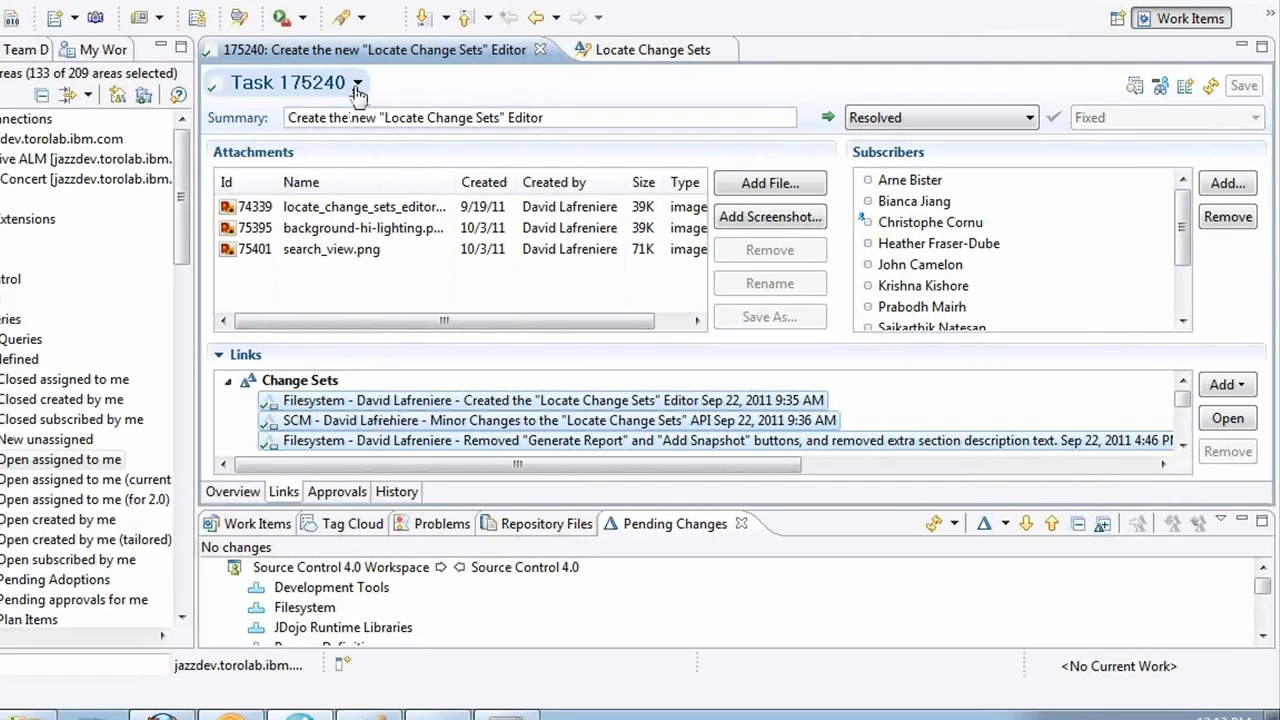 Work Items
Team D
My Wor
175240: Create the new "Locate Change Sets" Editor
Locate Change Sets
reas (133 of 209 areas selected)
Task 175240
Save
Summary:
Create the new "Locate Change Sets" Editor
Resolved
Fixed
nnections
dev.torolab.ibm.com
ive ALM [jazzdev.torolab.ibm.
Concert [jazzdev.torolab.ibm.
Extensions
ntrol
ries
Queries
defined
Closed assigned to me
Closed created by me
Closed subscribed by me
New unassigned
Open assigned to me
Open assigned to me (current
Open assigned to me (for 2.0)
Open created by me
Open created by me (tailored)
Open subscribed by me
Pending Adoptions
Pending approvals for me
Plan Items
Attachments
Id Name Created Created by Size Type
74339 locate_change_sets_editor... 9/19/11 David Lafreniere 39K image
75395 background-hi-lighting.p... 10/3/11 David Lafreniere 39K image
75401 search_view.png 10/3/11 David Lafreniere 71K image
Add File...
Add Screenshot...
Remove
Rename
Save As...
Subscribers
Arne Bister
Bianca Jiang
Christophe Cornu
Heather Fraser-Dube
John Camelon
Krishna Kishore
Prabodh Mairh
Saikarthik Natesan
Add...
Remove
Links
Change Sets
Filesystem - David Lafreniere - Created the "Locate Change Sets" Editor Sep 22, 2011 9:35 AM
SCM - David Lafreniere - Minor Changes to the "Locate Change Sets" API Sep 22, 2011 9:36 AM
Filesystem - David Lafreniere - Removed "Generate Report" and "Add Snapshot" buttons, and removed extra section description text. Sep 22, 2011 4:46 P
Add
Open
Remove
Overview
Links
Approvals
History
Work Items
Tag Cloud
Problems
Repository Files
Pending Changes
No changes
Source Control 4.0 Workspace
Source Control 4.0
Development Tools
Filesystem
JDojo Runtime Libraries
jazzdev.torolab.ibm....
<No Current Work>